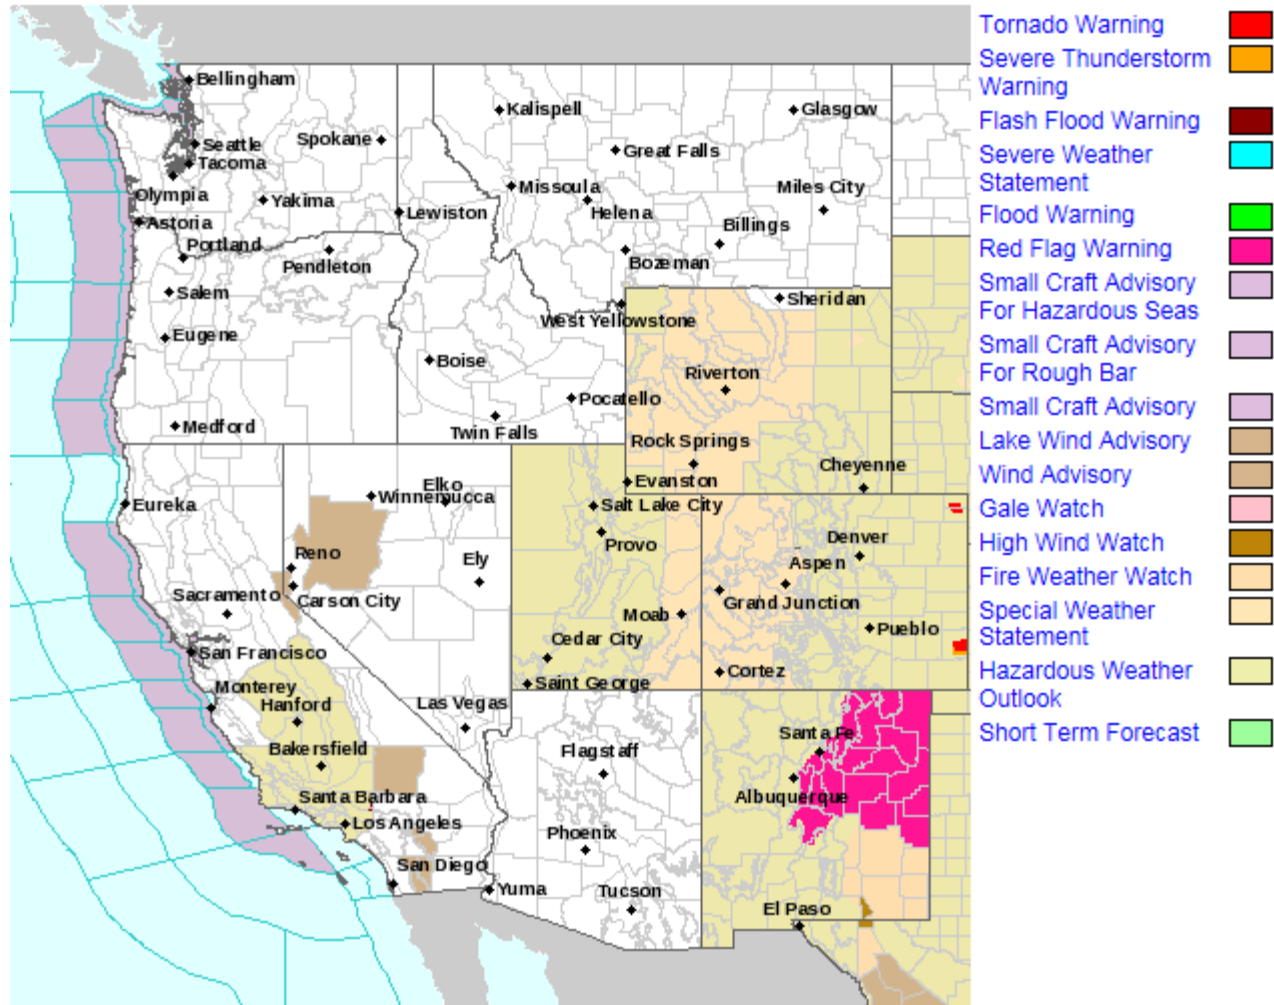 Bellingham
Kalispell
Glasgow
Seattle
Spokane
Great Falls
Tacoma
Olympia
Missoula
Miles City
Yakima
Helena
Lewiston
Astoria
Billings
Portland
Pendleton
Bozeman
Salem
Sheridan
West Yellowstone
Eugene
Boise
Riverton
Pocatello
Medford
Twin Falls
Rock Springs
Cheyenne
Evanston
Elko
Winnemucca
Eureka
Salt Lake City
Provo
Denver
Reno
Ely
Aspen
Sacramento
Carson City
Grand Junction
Moab
Pueblo
Cedar City
San Francisco
Cortez
Saint George
Monterey
Hanford
Las Vegas
Santa Fe
Bakersfield
Flagstaff
Santa Barbara
Albuquerque
Los Angeles
Phoenix
San Diego
Yuma
Tucson
El Paso
Tornado Warning
Severe Thunderstorm
Warning
Flash Flood Warning
Severe Weather
Statement
Flood Warning
Red Flag Warning
Small Craft Advisory
For Hazardous Seas
Small Craft Advisory
For Rough Bar
Small Craft Advisory
Lake Wind Advisory
Wind Advisory
Gale Watch
High Wind Watch
Fire Weather Watch
Special Weather
Statement
Hazardous Weather
Outlook
Short Term Forecast